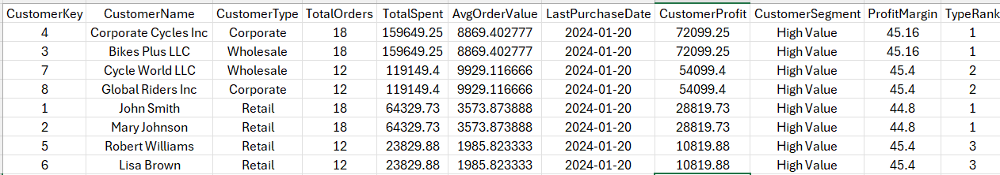 CustomerKey CustomerName CustomerType TotalOrders TotalSpent AvgOrderValue LastPurchaseDate CustomerProfit CustomerSegment ProfitMargin TypeRank
4 Corporate Cycles Inc Corporate 18 159649.25 8869.402777 2024-01-20 72099.25 High Value 45.16 1
3 Bikes Plus LLC Wholesale 18 159649.25 8869.402777 2024-01-20 72099.25 High Value 45.16 1
7 Cycle World LLC Wholesale 12 119149.4 9929.116666 2024-01-20 54099.4 High Value 45.4 2
8 Global Riders Inc Corporate 12 119149.4 9929.116666 2024-01-20 54099.4 High Value 45.4 2
1 John Smith Retail 18 64329.73 3573.873888 2024-01-20 28819.73 High Value 44.8 1
2 Mary Johnson Retail 18 64329.73 3573.873888 2024-01-20 28819.73 High Value 44.8 1
5 Robert Williams Retail 12 23829.88 1985.823333 2024-01-20 10819.88 High Value 45.4 3
6 Lisa Brown Retail 12 23829.88 1985.823333 2024-01-20 10819.88 High Value 45.4 3